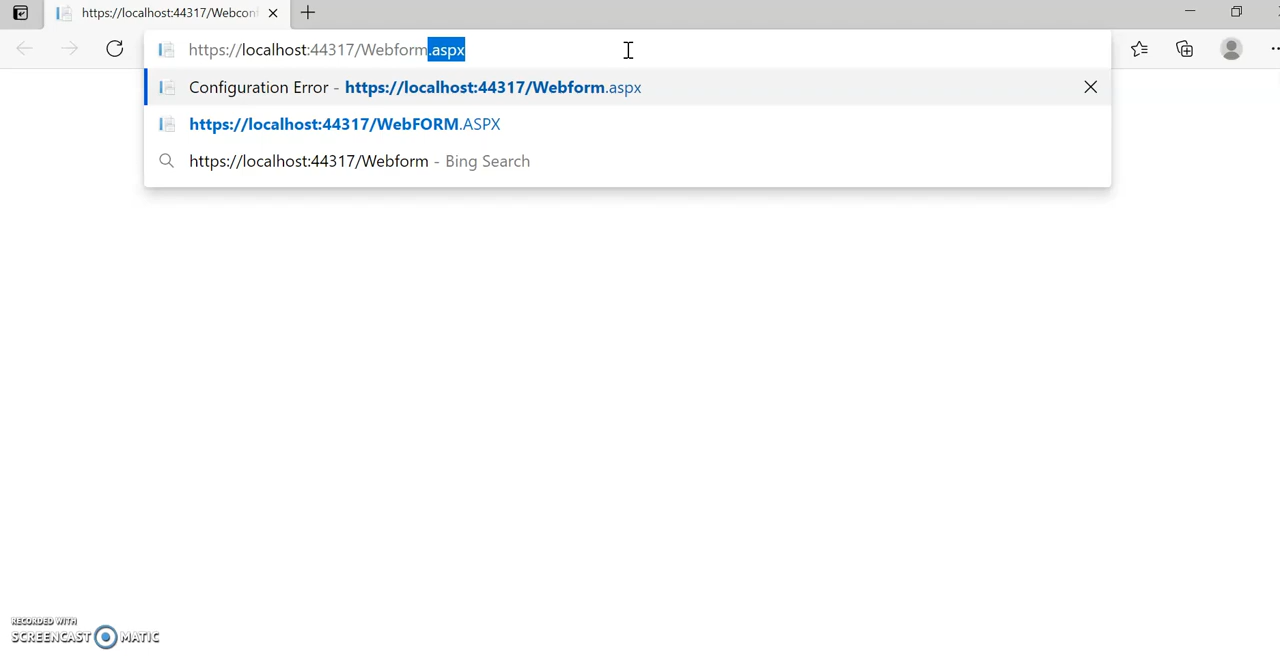 https://localhost:44317/Webconf
https://localhost:44317/Webform.aspx
Configuration Error - https://localhost:44317/Webform.aspx
https://localhost:44317/WebFORM.ASPX
https://localhost:44317/Webform - Bing Search
RECORDED WITH
SCREENCAST MATIC